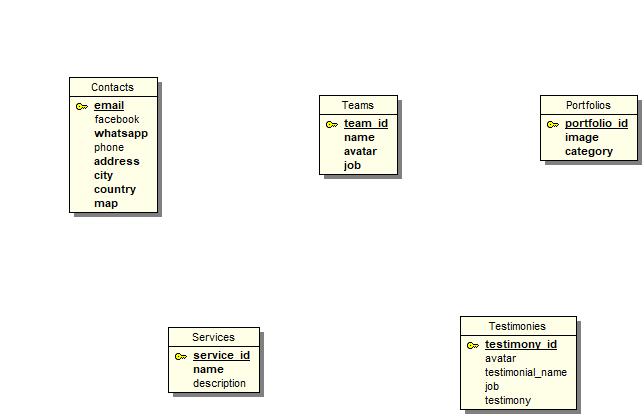 Contacts
email
facebook
whatsapp
phone
address
city
country
map
Teams
team_id
name
avatar
job
Portfolios
portfolio_id
image
category
Services
service_id
name
description
Testimonies
testimony_id
avatar
testimonial_name
job
testimony